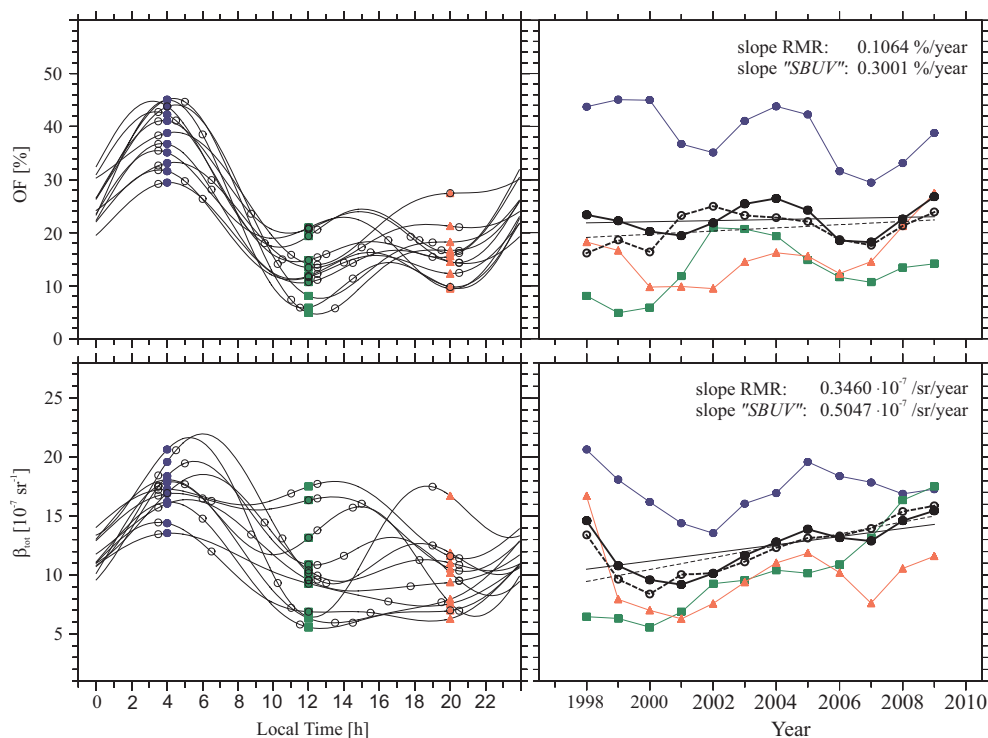 50
40
30
20
10
0
OF [%]
slope RMR: 0.1064 %/year
slope "SBUV": 0.3001 %/year
25
20
15
10
5
βtot [10⁻⁷ sr⁻¹]
slope RMR: 0.3460 ·10⁻⁷ /sr/year
slope "SBUV": 0.5047 ·10⁻⁷ /sr/year
0 2 4 6 8 10 12 14 16 18 20 22
Local Time [h]
1998 2000 2002 2004 2006 2008 2010
Year